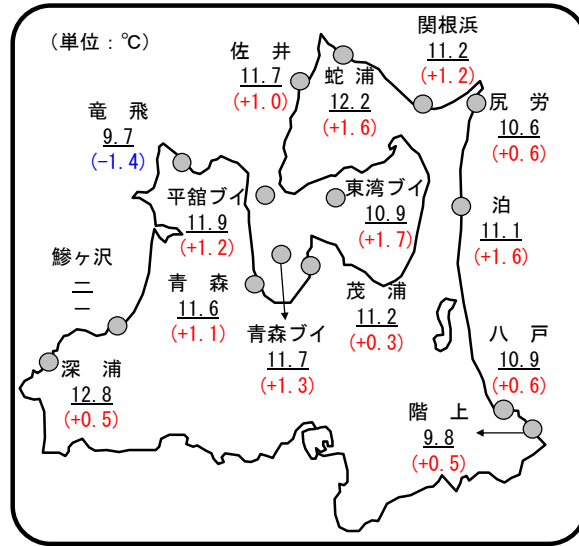 (単位：℃)
関根浜
11.2
(+1.2)
佐　井
11.7
(+1.0)
蛇　浦
12.2
(+1.6)
尻　労
10.6
(+0.6)
竜　飛
9.7
(−1.4)
平舘ブイ
11.9
(+1.2)
東湾ブイ
10.9
(+1.7)
泊
11.1
(+1.6)
鰺ヶ沢
―
―
青　森
11.6
(+1.1)
青森ブイ
11.7
(+1.3)
茂　浦
11.2
(+0.3)
八　戸
10.9
(+0.6)
深　浦
12.8
(+0.5)
階　上
9.8
(+0.5)